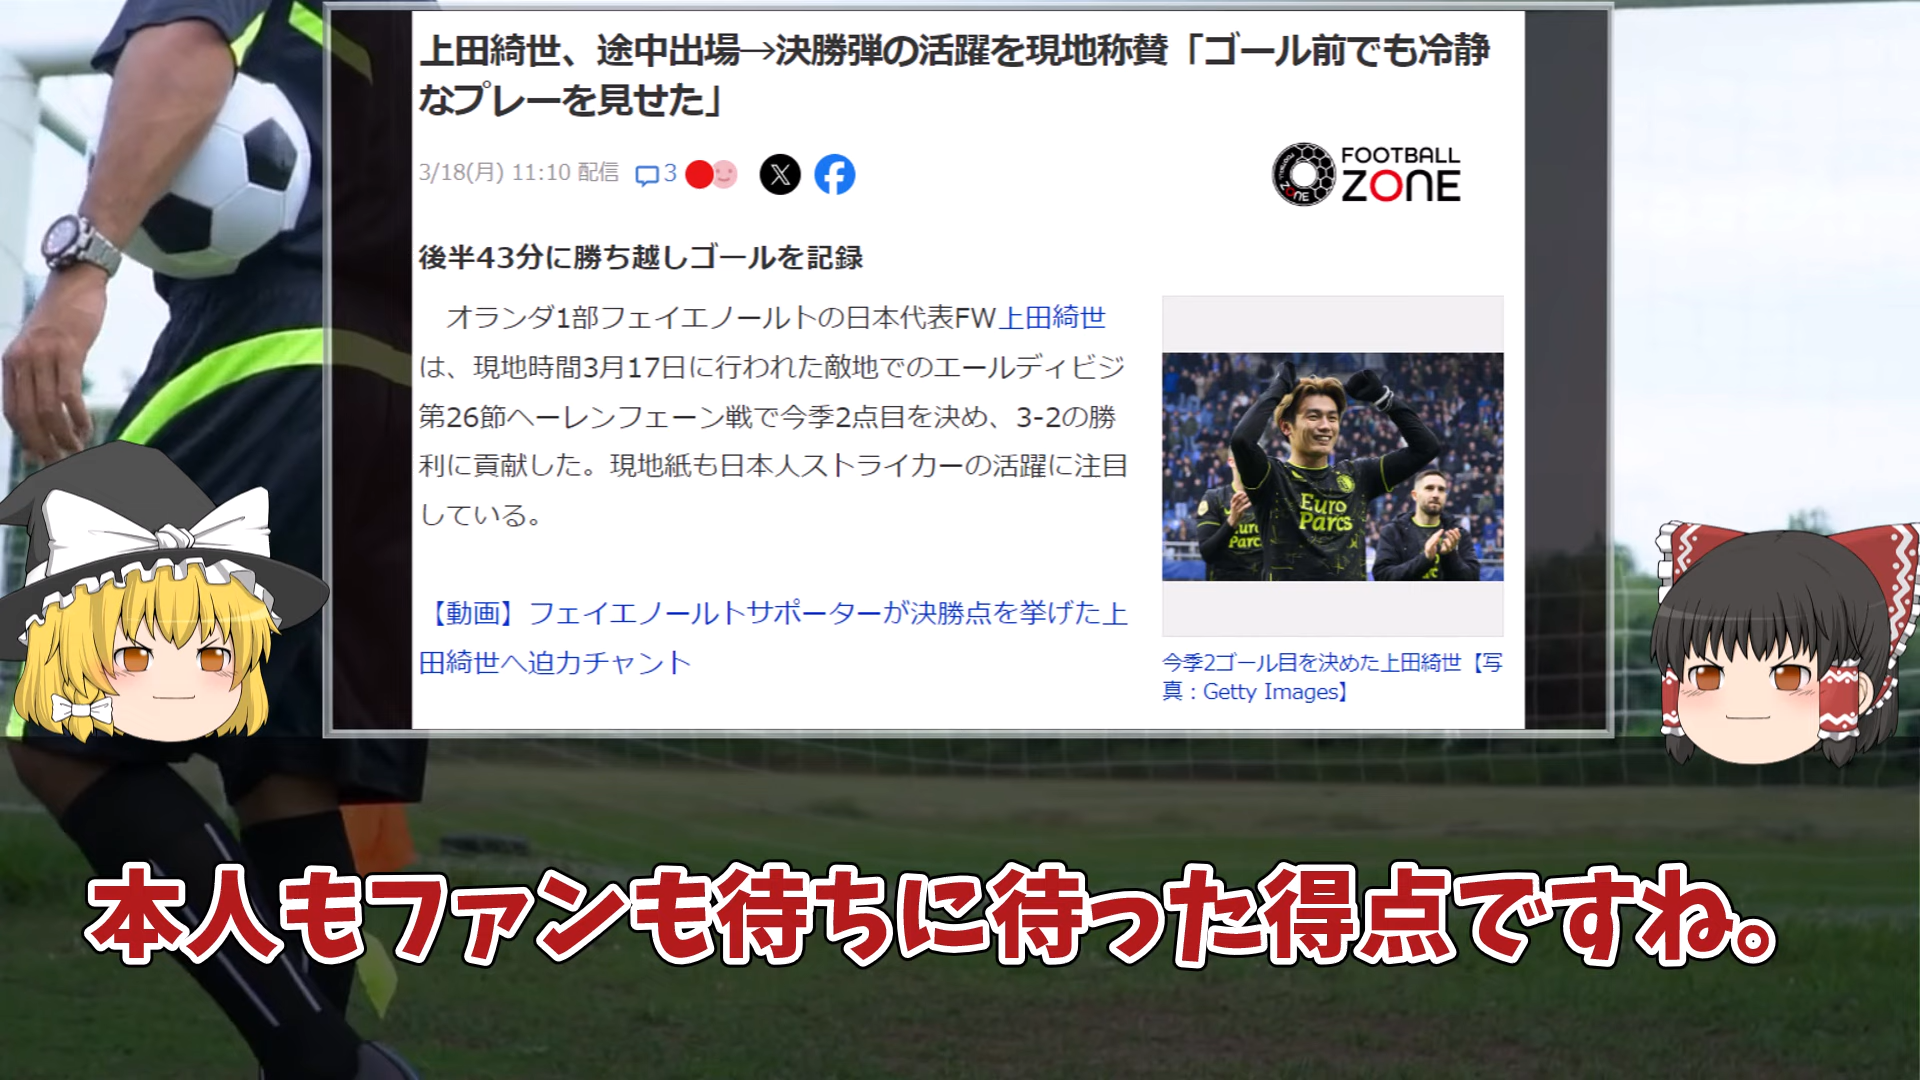 上田綺世、途中出場→決勝弾の活躍を現地称賛「ゴール前でも冷静
なプレーを見せた」
3/18(月) 11:10 配信 3
FOOTBALL
ZONE
後半43分に勝ち越しゴールを記録
オランダ1部フェイエノールトの日本代表FW上田綺世
は、現地時間3月17日に行われた敵地でのエールディビジ
第26節ヘーレンフェーン戦で今季2点目を決め、3-2の勝
利に貢献した。現地紙も日本人ストライカーの活躍に注目
している。
【動画】フェイエノールトサポーターが決勝点を挙げた上
田綺世へ迫力チャント
Euro
Parcs
今季2ゴール目を決めた上田綺世【写
真：Getty Images】
本人もファンも待ちに待った得点ですね。